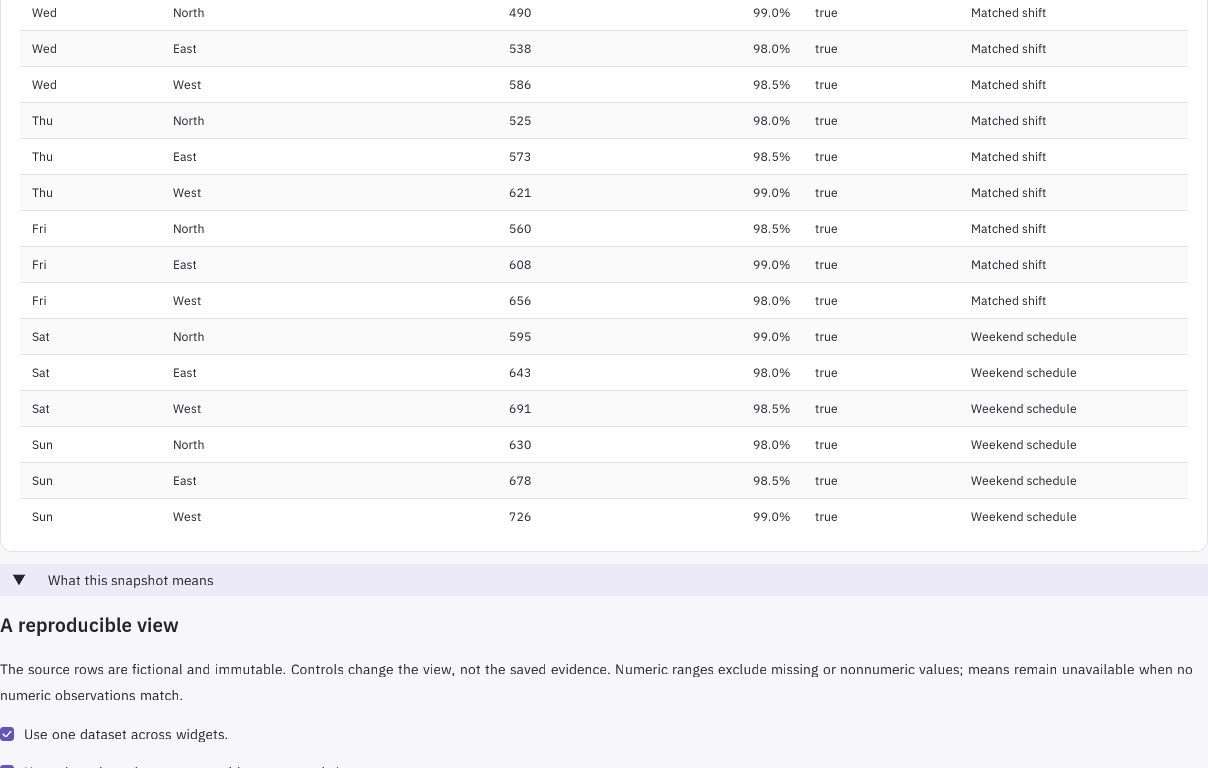 Wed North 490 99.0% true Matched shift
Wed East 538 98.0% true Matched shift
Wed West 586 98.5% true Matched shift
Thu North 525 98.0% true Matched shift
Thu East 573 98.5% true Matched shift
Thu West 621 99.0% true Matched shift
Fri North 560 98.5% true Matched shift
Fri East 608 99.0% true Matched shift
Fri West 656 98.0% true Matched shift
Sat North 595 99.0% true Weekend schedule
Sat East 643 98.0% true Weekend schedule
Sat West 691 98.5% true Weekend schedule
Sun North 630 98.0% true Weekend schedule
Sun East 678 98.5% true Weekend schedule
Sun West 726 99.0% true Weekend schedule
What this snapshot means
A reproducible view
The source rows are fictional and immutable. Controls change the view, not the saved evidence. Numeric ranges exclude missing or nonnumeric values; means remain unavailable when no
numeric observations match.
Use one dataset across widgets.